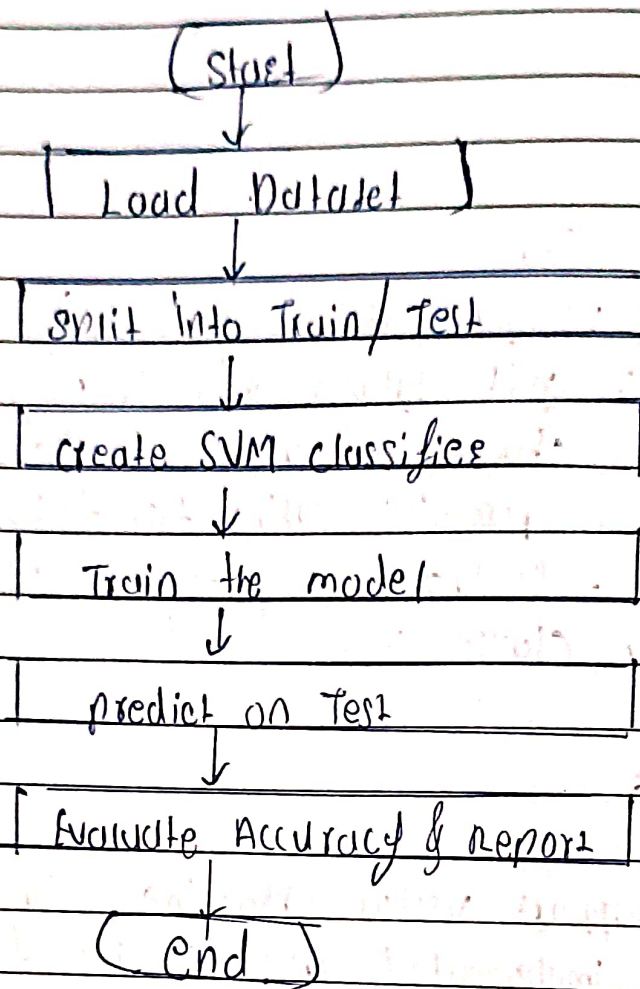 Start
Load Dataset
Split into Train/Test
create SVM classifier
Train the model
predict on Test
Evaluate Accuracy & Report
end